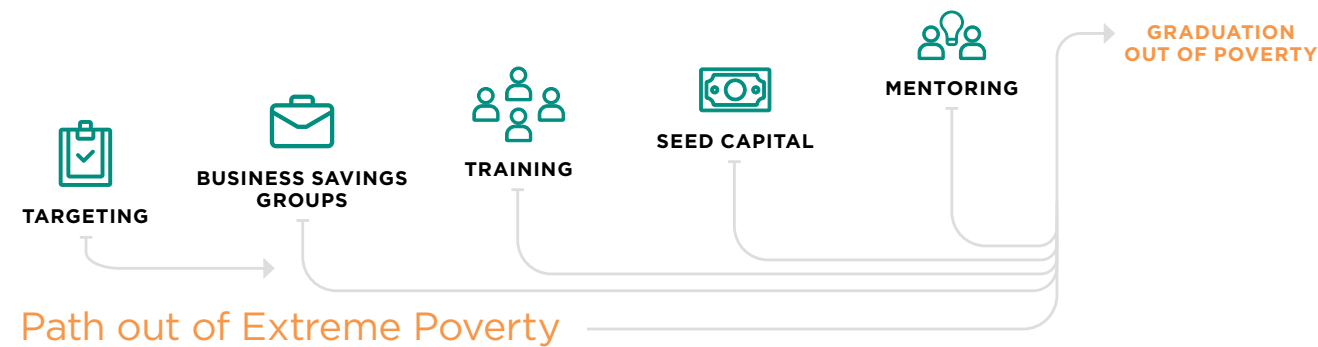 TARGETING
BUSINESS SAVINGS
GROUPS
TRAINING
SEED CAPITAL
MENTORING
GRADUATION
OUT OF POVERTY
Path out of Extreme Poverty